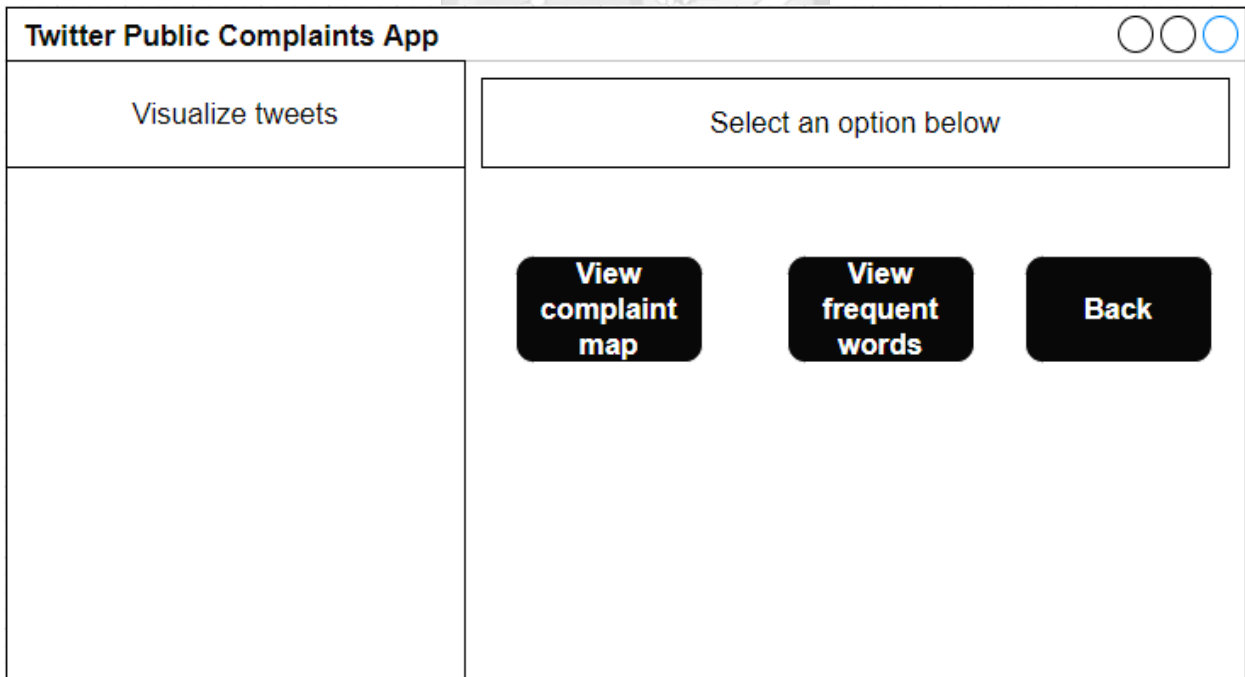 Twitter Public Complaints App
Visualize tweets
Select an option below
View
complaint
map
View
frequent
words
Back